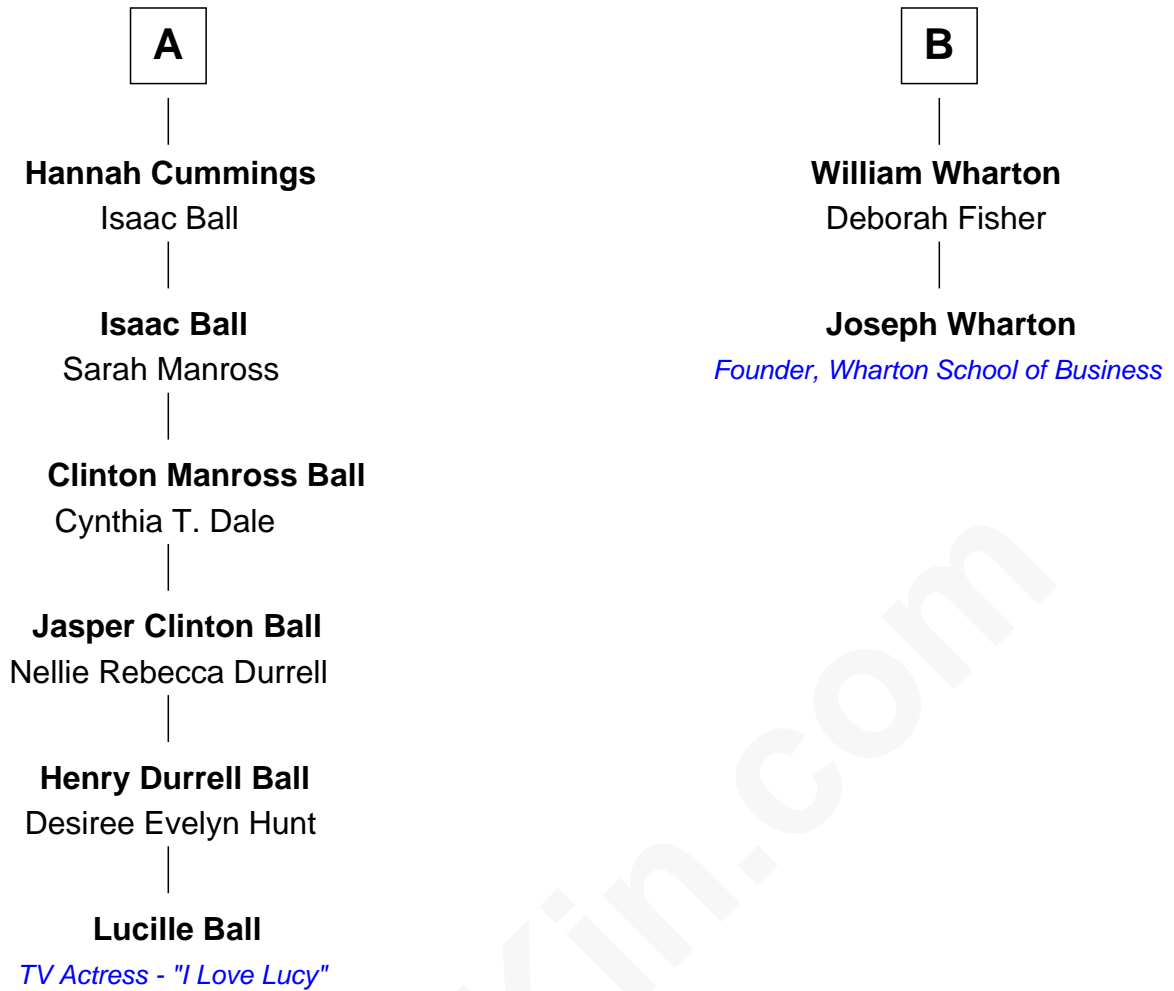 A
Hannah Cummings
Isaac Ball
Isaac Ball
Sarah Manross
Clinton Manross Ball
Cynthia T. Dale
Jasper Clinton Ball
Nellie Rebecca Durrell
Henry Durrell Ball
Desiree Evelyn Hunt
Lucille Ball
TV Actress - "I Love Lucy"
B
William Wharton
Deborah Fisher
Joseph Wharton
Founder, Wharton School of Business